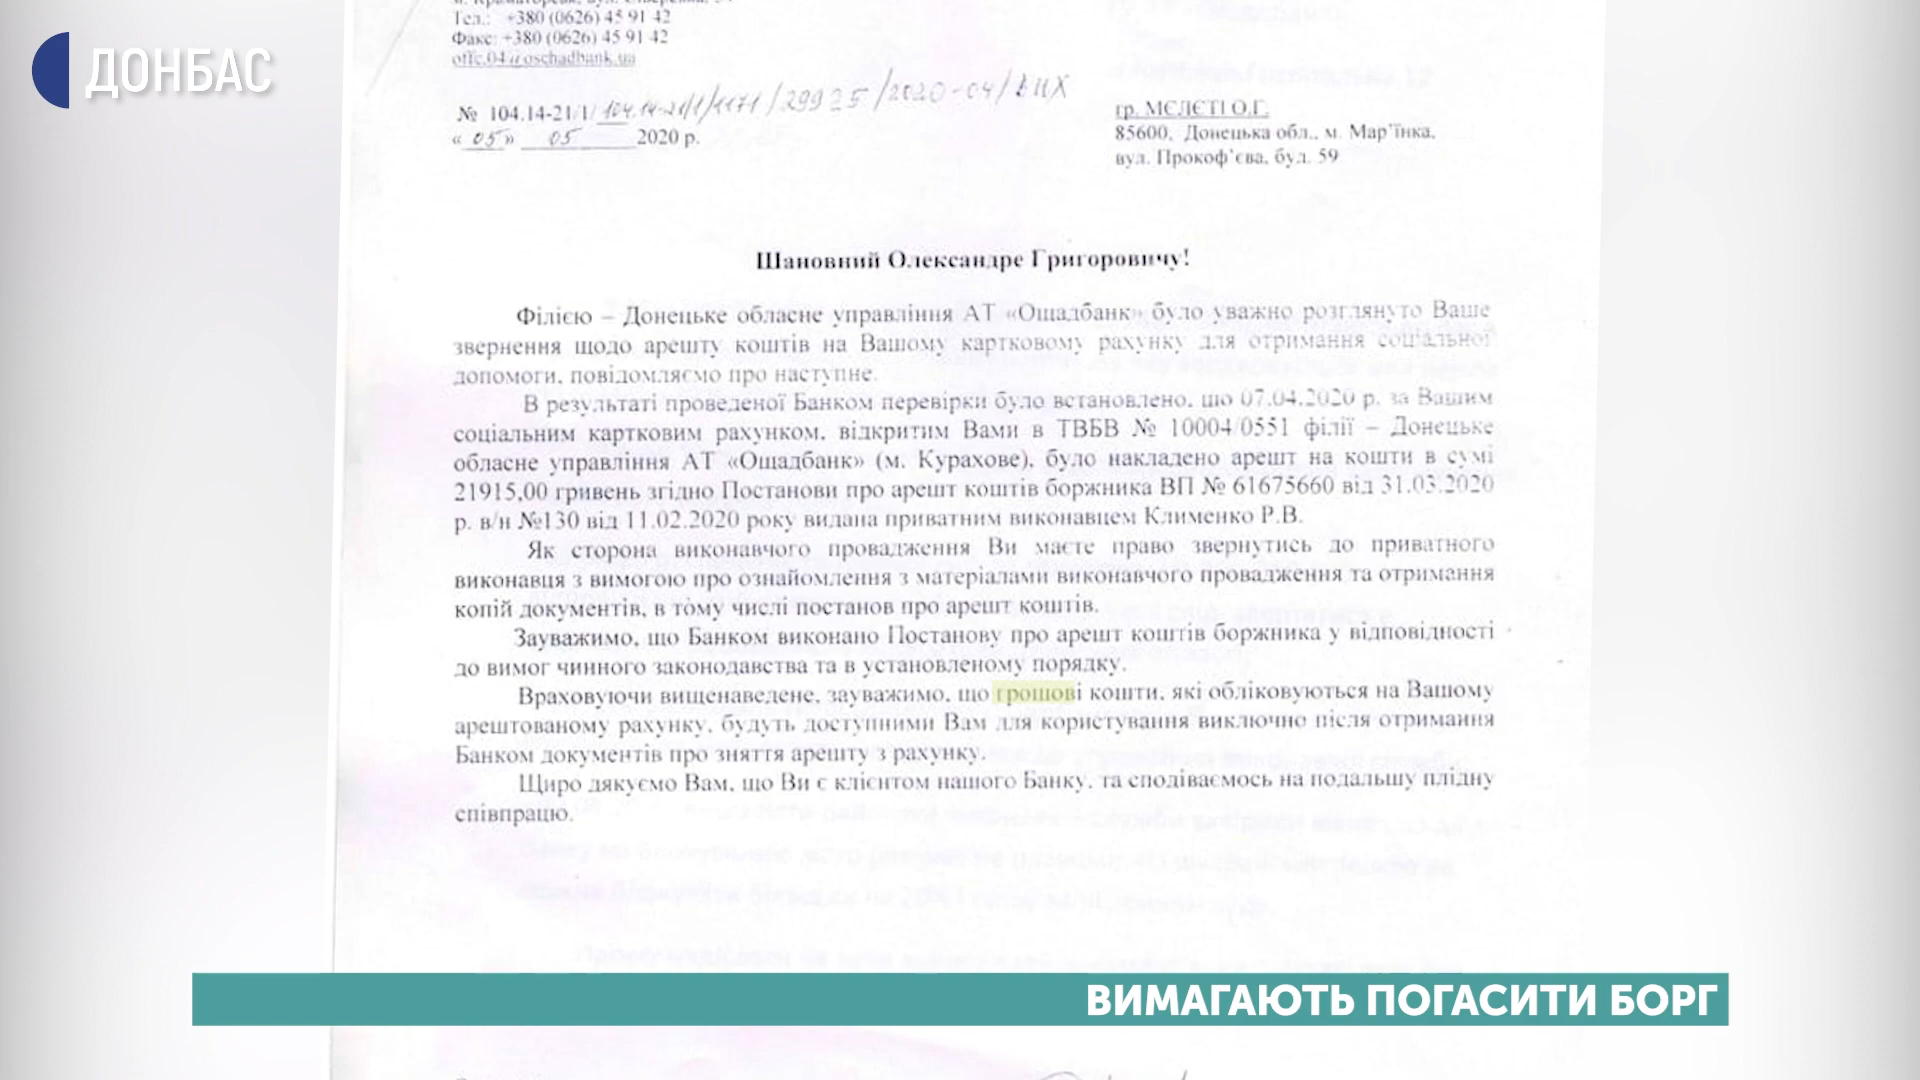 ДОНБАС
Тел.: +380 (0626) 45 91 42
Факс: +380 (0626) 45 91 42
offc.04@oschadbank.ua
№ 104.14-21/1/104.14-21/1/1171/29925/2020-04/вих
« 05 » 05 2020 р.
гр. МЄЛЄТІ О.Г.
85600, Донецька обл., м. Мар’їнка,
вул. Прокоф’єва, буд. 59
Шановний Олександре Григоровичу!
Філією – Донецьке обласне управління АТ «Ощадбанк» було уважно розглянуто Ваше
звернення щодо арешту коштів на Вашому картковому рахунку для отримання соціальної
допомоги, повідомляємо про наступне.
В результаті проведеної Банком перевірки було встановлено, що 07.04.2020 р. за Вашим
соціальним картковим рахунком, відкритим Вами в ТВБВ № 10004/0551 філії – Донецьке
обласне управління АТ «Ощадбанк» (м. Курахове), було накладено арешт на кошти в сумі
21915,00 гривень згідно Постанови про арешт коштів боржника ВП № 61675660 від 31.03.2020
р. в/н №130 від 11.02.2020 року видана приватним виконавцем Клименко Р.В.
Як сторона виконавчого провадження Ви маєте право звернутись до приватного
виконавця з вимогою про ознайомлення з матеріалами виконавчого провадження та отримання
копій документів, в тому числі постанов про арешт коштів.
Зауважимо, що Банком виконано Постанову про арешт коштів боржника у відповідності
до вимог чинного законодавства та в установленому порядку.
Враховуючи вищенаведене, зауважимо, що грошові кошти, які обліковуються на Вашому
арештованому рахунку, будуть доступними Вам для користування виключно після отримання
Банком документів про зняття арешту з рахунку.
Щиро дякуємо Вам, що Ви є клієнтом нашого Банку, та сподіваємось на подальшу плідну
співпрацю.
ВИМАГАЮТЬ ПОГАСИТИ БОРГ